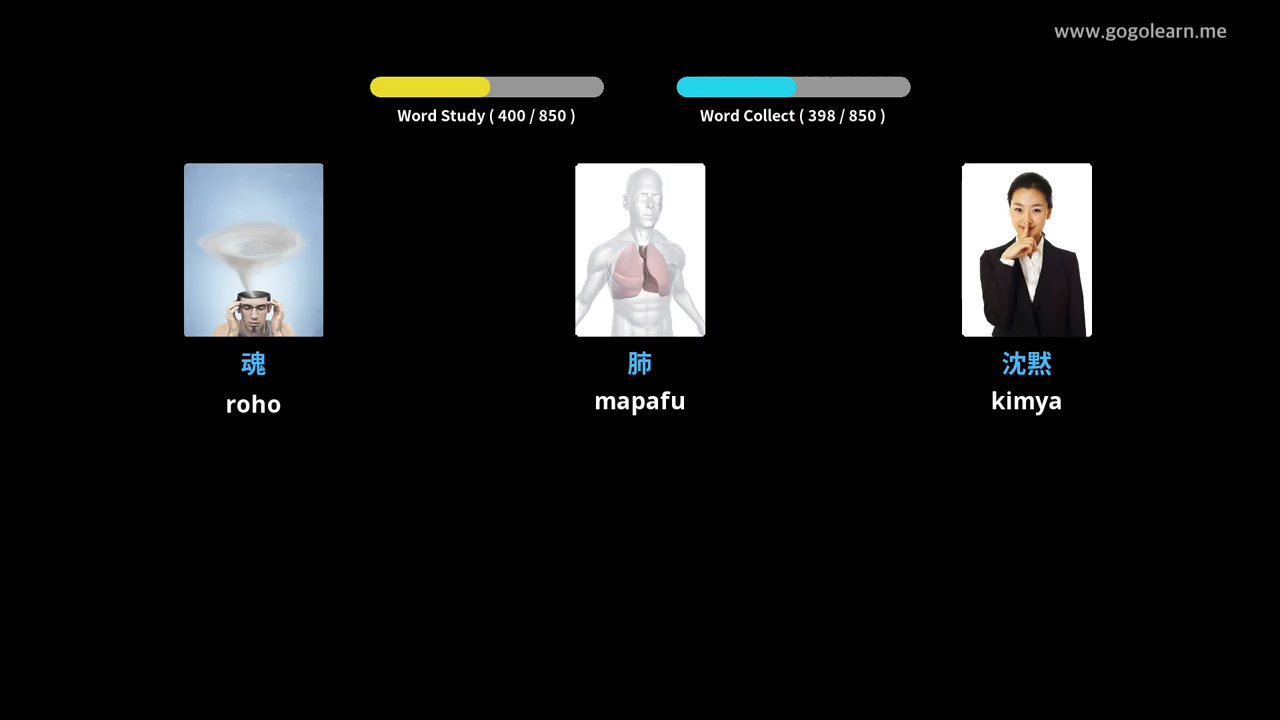 www.gogolearn.me
Word Study ( 400 / 850 )
Word Collect ( 398 / 850 )
魂
肺
沈黙
roho
mapafu
kimya